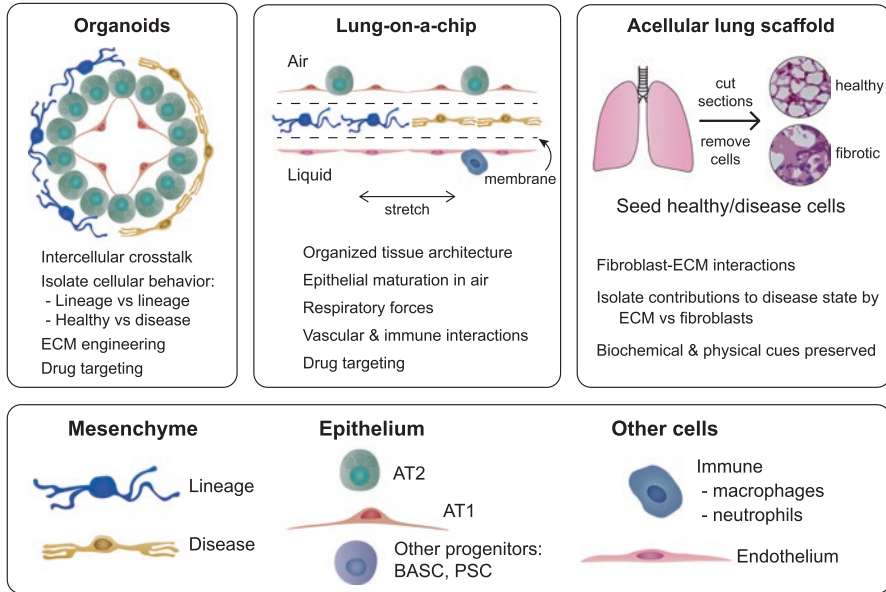 Organoids
Intercellular crosstalk
Isolate cellular behavior:
- Lineage vs lineage
- Healthy vs disease
ECM engineering
Drug targeting
Lung-on-a-chip
Air
Liquid
membrane
stretch
Organized tissue architecture
Epithelial maturation in air
Respiratory forces
Vascular & immune interactions
Drug targeting
Acellular lung scaffold
cut
sections
remove
cells
healthy
fibrotic
Seed healthy/disease cells
Fibroblast-ECM interactions
Isolate contributions to disease state by
ECM vs fibroblasts
Biochemical & physical cues preserved
Mesenchyme
Lineage
Disease
Epithelium
AT2
AT1
Other progenitors:
BASC, PSC
Other cells
Immune
- macrophages
- neutrophils
Endothelium